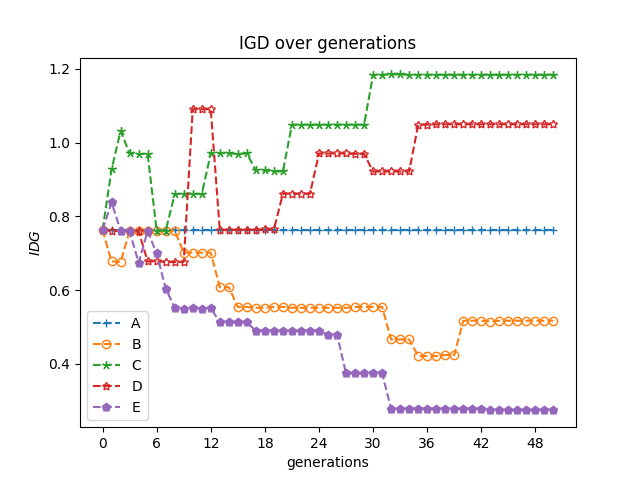 IGD over generations
IDG
1.2
1.0
0.8
0.6
0.4
A
B
C
D
E
0 6 12 18 24 30 36 42 48
generations